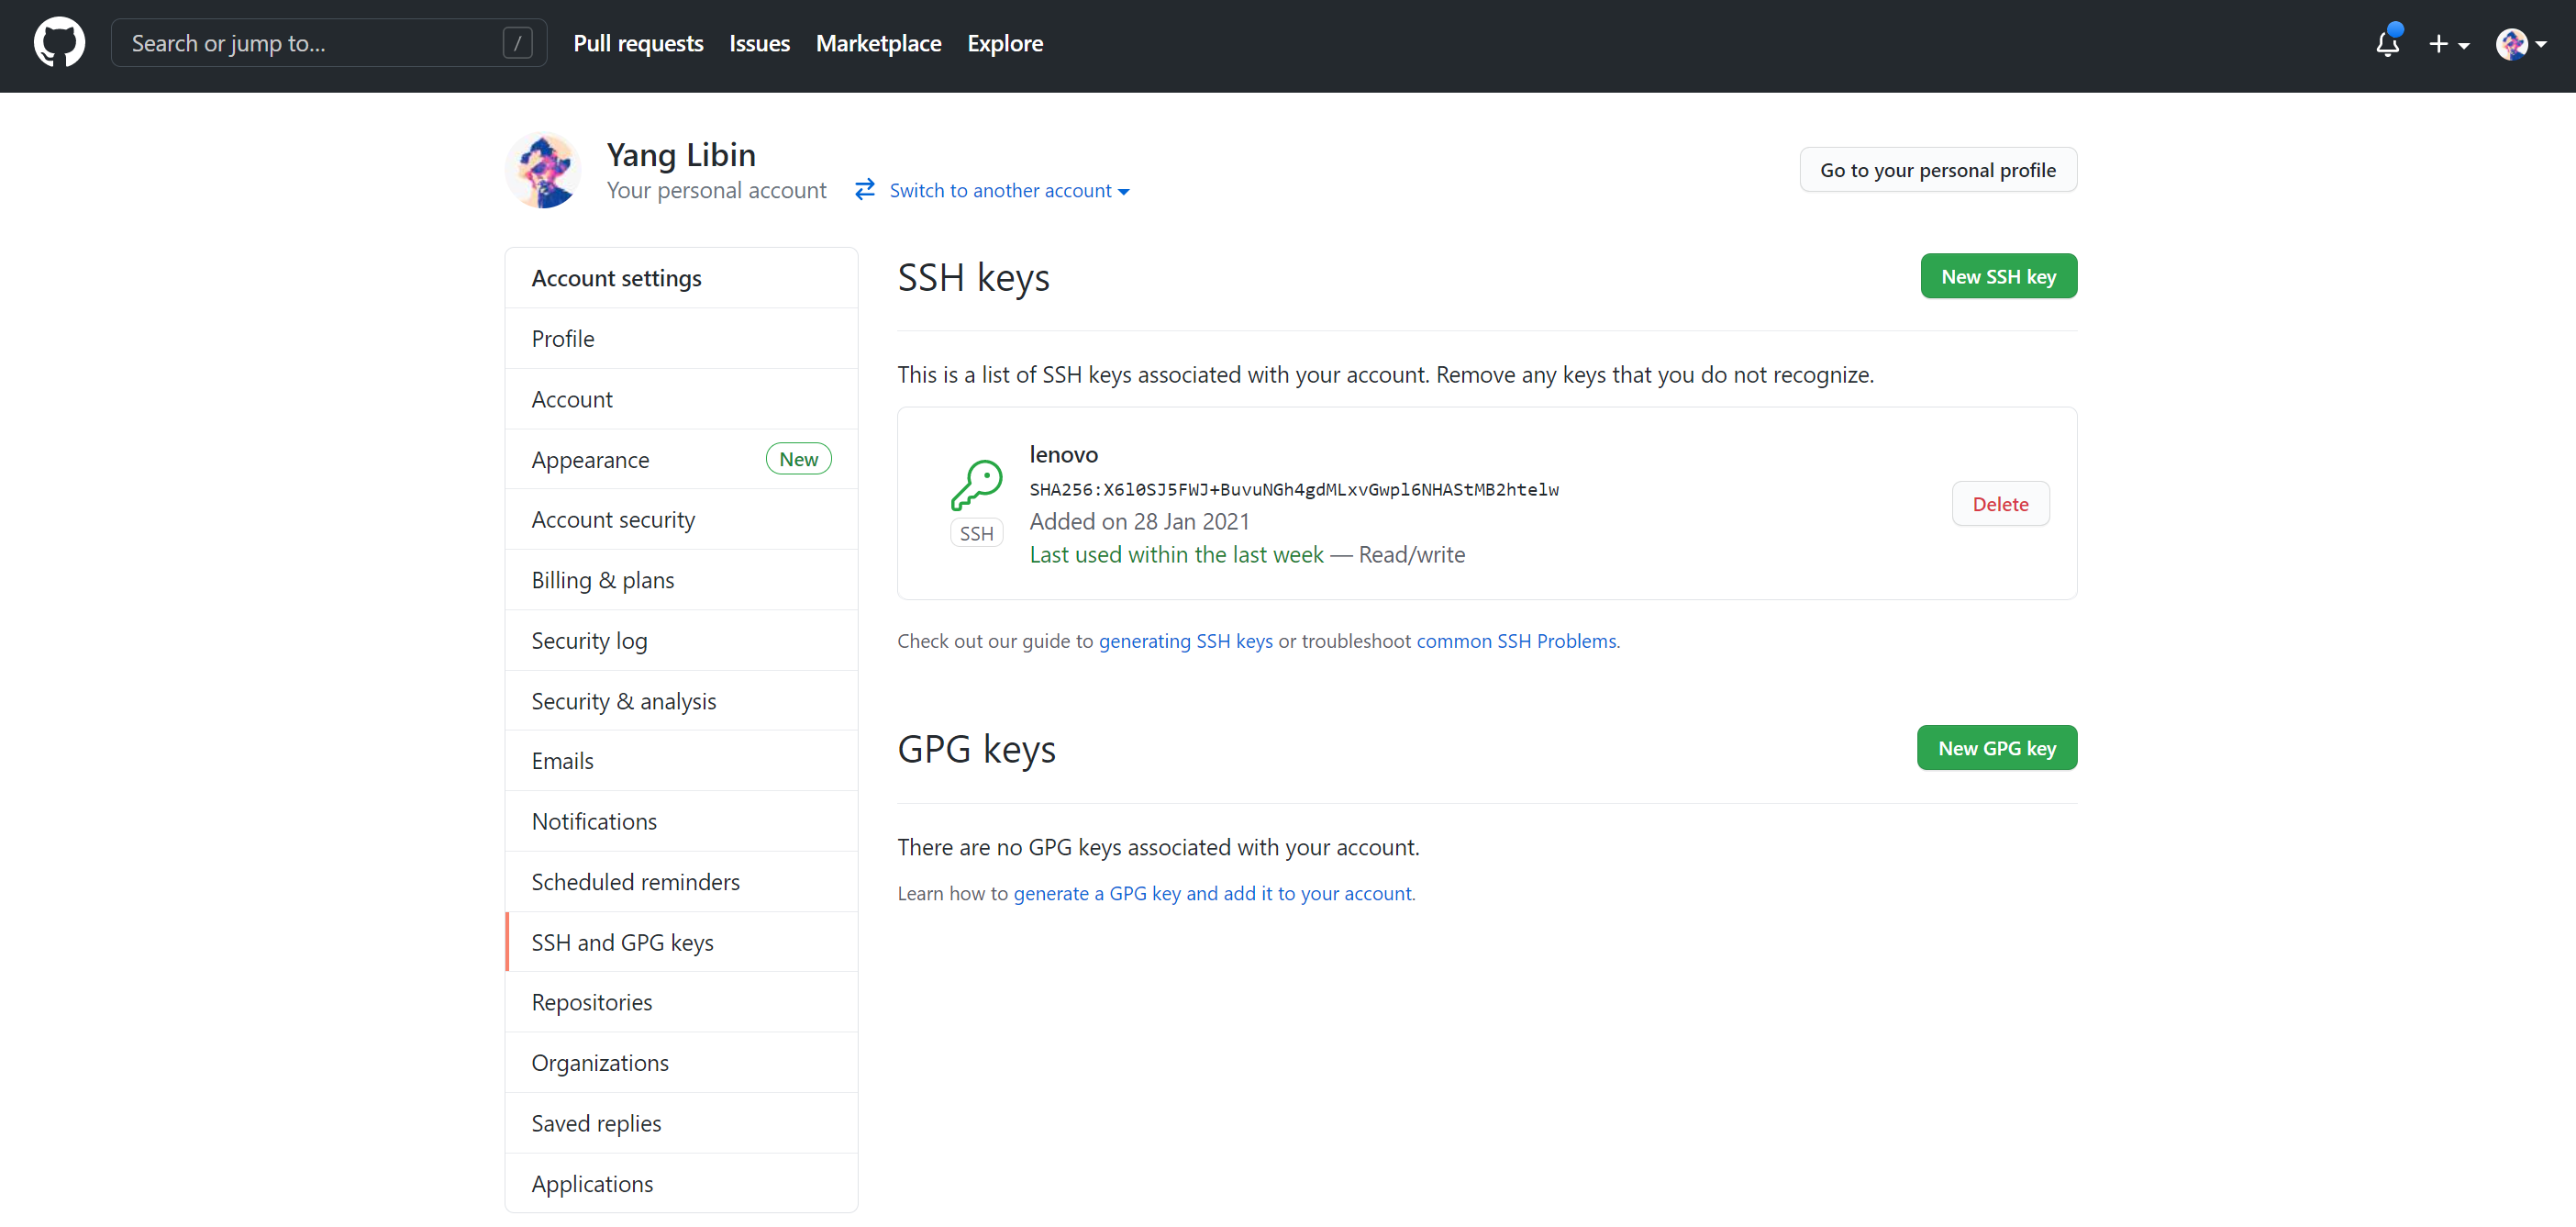 Search or jump to... /
Pull requests Issues Marketplace Explore
Yang Libin
Your personal account Switch to another account
Go to your personal profile
Account settings
Profile
Account
Appearance New
Account security
Billing & plans
Security log
Security & analysis
Emails
Notifications
Scheduled reminders
SSH and GPG keys
Repositories
Organizations
Saved replies
Applications
SSH keys
New SSH key
This is a list of SSH keys associated with your account. Remove any keys that you do not recognize.
lenovo
SHA256:X6l0SJ5FWJ+BuvuNGh4gdMLxvGwpl6NHAStMB2htelw
Added on 28 Jan 2021
Last used within the last week — Read/write
SSH
Delete
Check out our guide to generating SSH keys or troubleshoot common SSH Problems.
GPG keys
New GPG key
There are no GPG keys associated with your account.
Learn how to generate a GPG key and add it to your account.